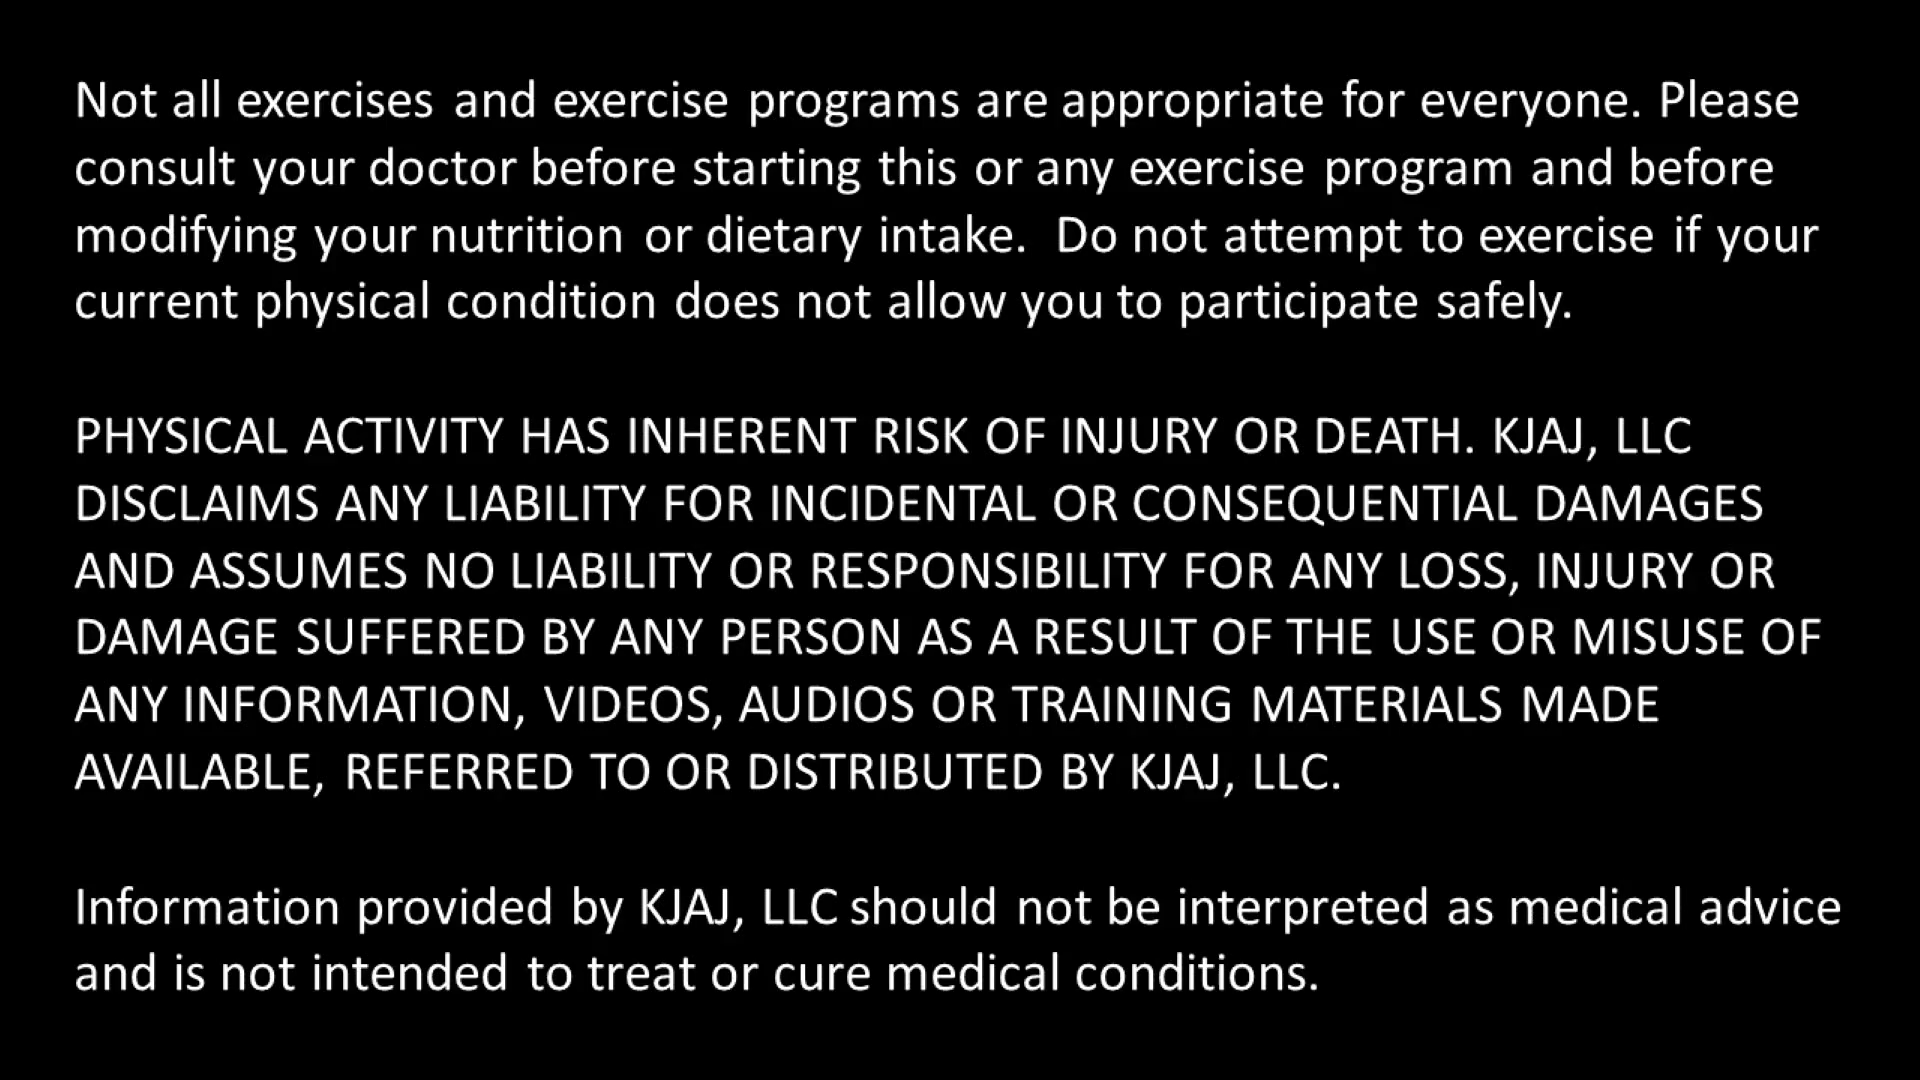 Not all exercises and exercise programs are appropriate for everyone. Please
consult your doctor before starting this or any exercise program and before
modifying your nutrition or dietary intake.  Do not attempt to exercise if your
current physical condition does not allow you to participate safely.
PHYSICAL ACTIVITY HAS INHERENT RISK OF INJURY OR DEATH. KJAJ, LLC
DISCLAIMS ANY LIABILITY FOR INCIDENTAL OR CONSEQUENTIAL DAMAGES
AND ASSUMES NO LIABILITY OR RESPONSIBILITY FOR ANY LOSS, INJURY OR
DAMAGE SUFFERED BY ANY PERSON AS A RESULT OF THE USE OR MISUSE OF
ANY INFORMATION, VIDEOS, AUDIOS OR TRAINING MATERIALS MADE
AVAILABLE, REFERRED TO OR DISTRIBUTED BY KJAJ, LLC.
Information provided by KJAJ, LLC should not be interpreted as medical advice
and is not intended to treat or cure medical conditions.